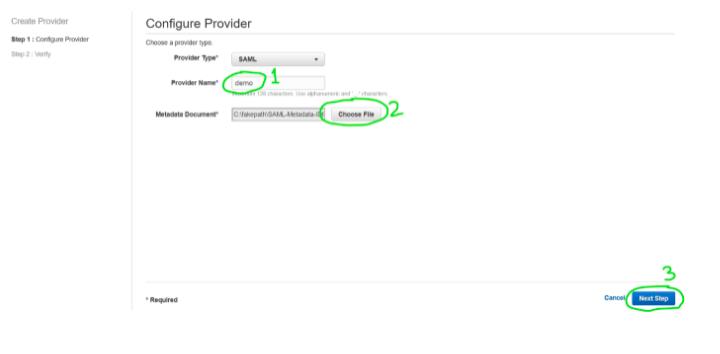 Create Provider
Step 1 : Configure Provider
Step 2 : Verify
Configure Provider
Choose a provider type.
Provider Type* SAML
Provider Name* demo 1
128 characters. Use alphanumeric and '._-' characters.
Metadata Document* C:\fakepath\SAML-Metadata- Choose File 2
3
* Required
Cancel Next Step